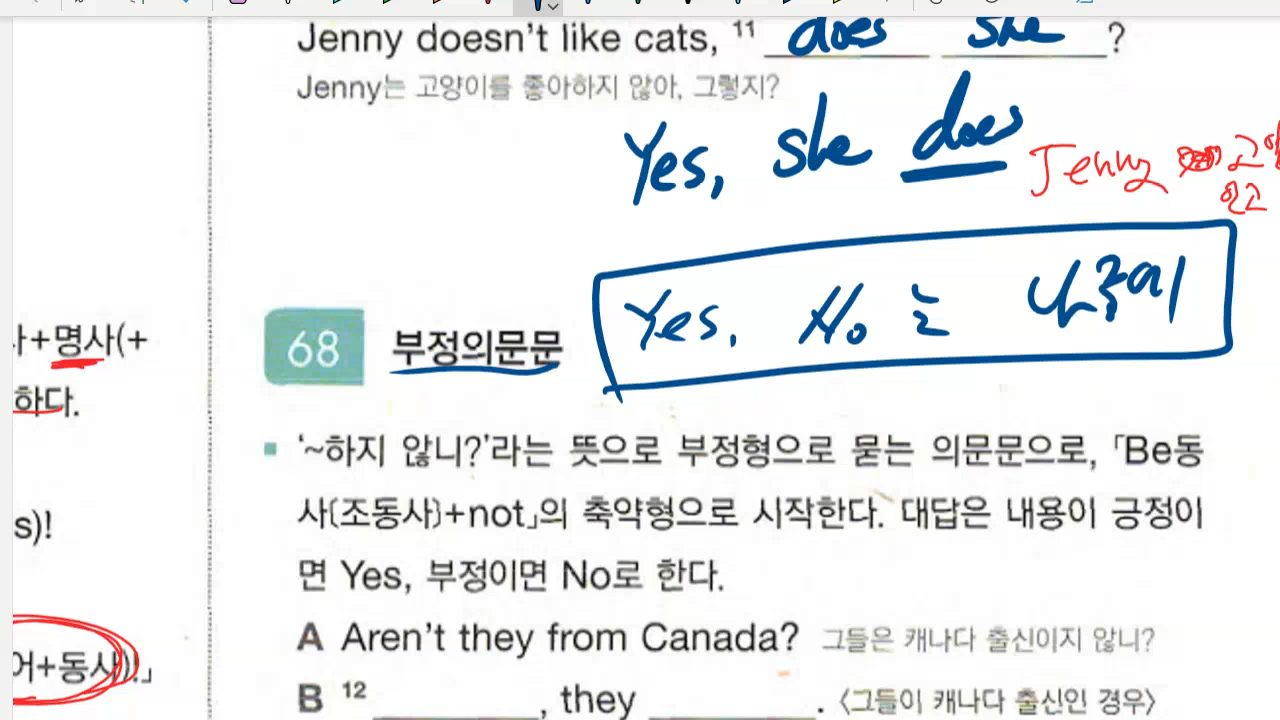 Jenny doesn't like cats, 11 does she ?
Jenny는 고양이를 좋아하지 않아, 그렇지?
Yes, she does
Jenny
Yes. No 는
68 부정의문문
+명사(+
하다.
'~하지 않니?'라는 뜻으로 부정형으로 묻는 의문문으로, 「Be동
사(조동사)+not」의 축약형으로 시작한다. 대답은 내용이 긍정이
면 Yes, 부정이면 No로 한다.
s)!
A Aren't they from Canada? 그들은 캐나다 출신이지 않니?
어+동사)!」
B 12 ________, they ________. 〈그들이 캐나다 출신인 경우〉